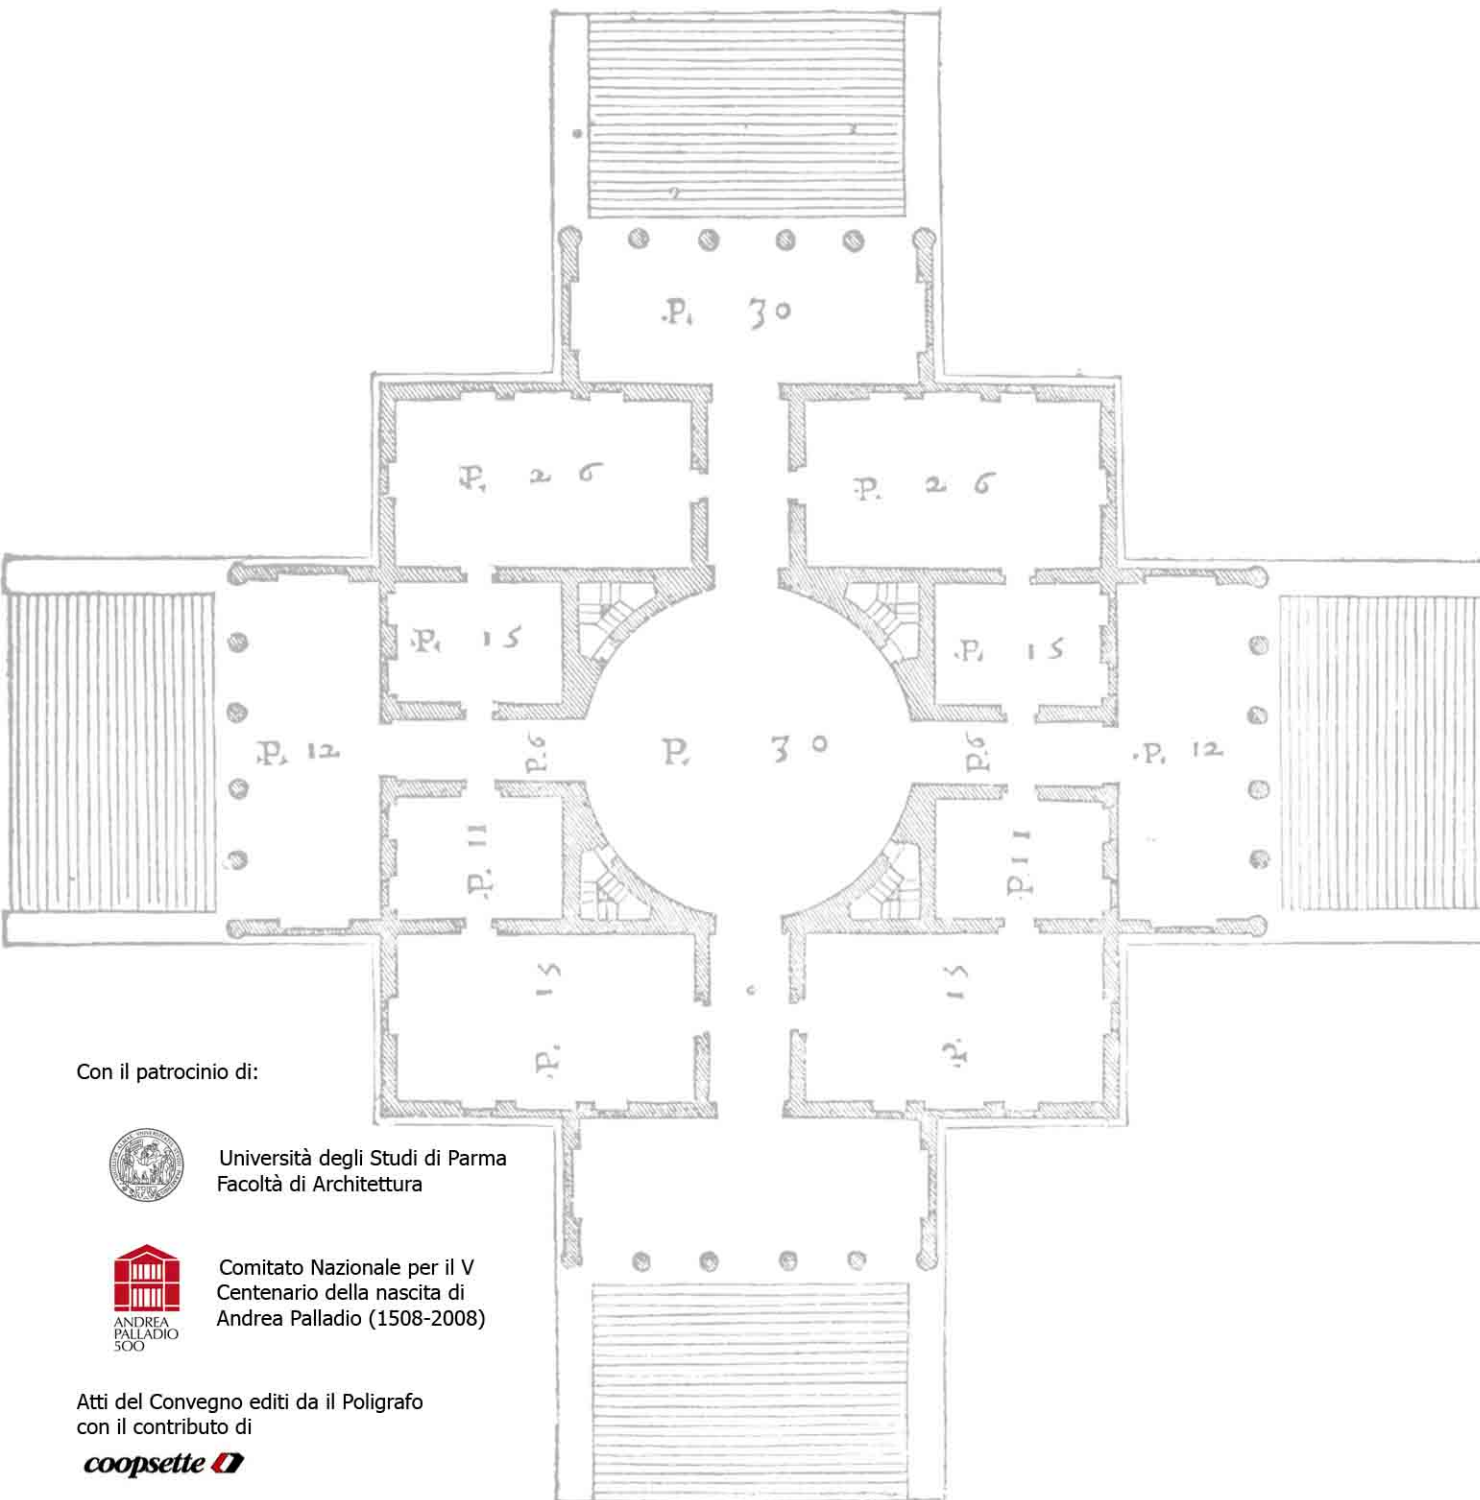 .P. 30
P. 26
.P. 26
.P. 15
.P. 15
.P. 12
P.6
P. 30
P.6
.P. 12
.P. 11
P.11
.P. 15
.P. 15
Con il patrocinio di:
Università degli Studi di Parma
Facoltà di Architettura
ANDREA
PALLADIO
500
Comitato Nazionale per il V
Centenario della nascita di
Andrea Palladio (1508-2008)
Atti del Convegno editi da il Poligrafo
con il contributo di
coopsette